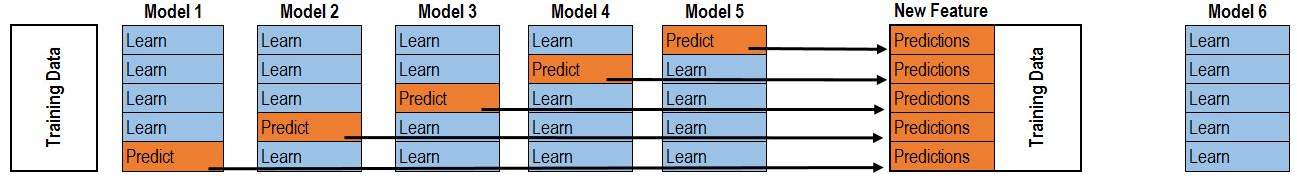 Model 1 Model 2 Model 3 Model 4 Model 5 New Feature Model 6
Training Data
Learn Learn Learn Learn Predict Predictions Learn
Learn Learn Learn Predict Learn Predictions Learn
Learn Learn Predict Learn Learn Predictions Learn
Learn Predict Learn Learn Learn Predictions Learn
Predict Learn Learn Learn Learn Predictions Learn
Training Data